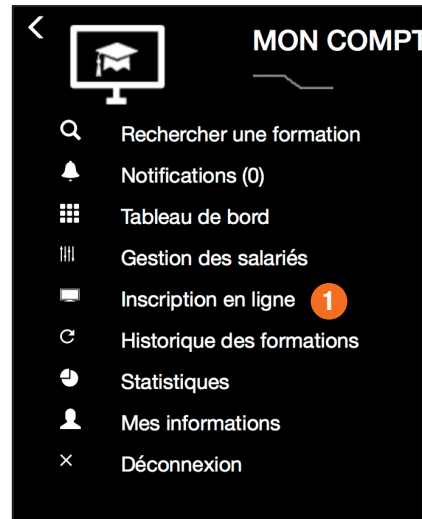 MON COMPT
Rechercher une formation
Notifications (0)
Tableau de bord
Gestion des salariés
Inscription en ligne 1
Historique des formations
Statistiques
Mes informations
Déconnexion